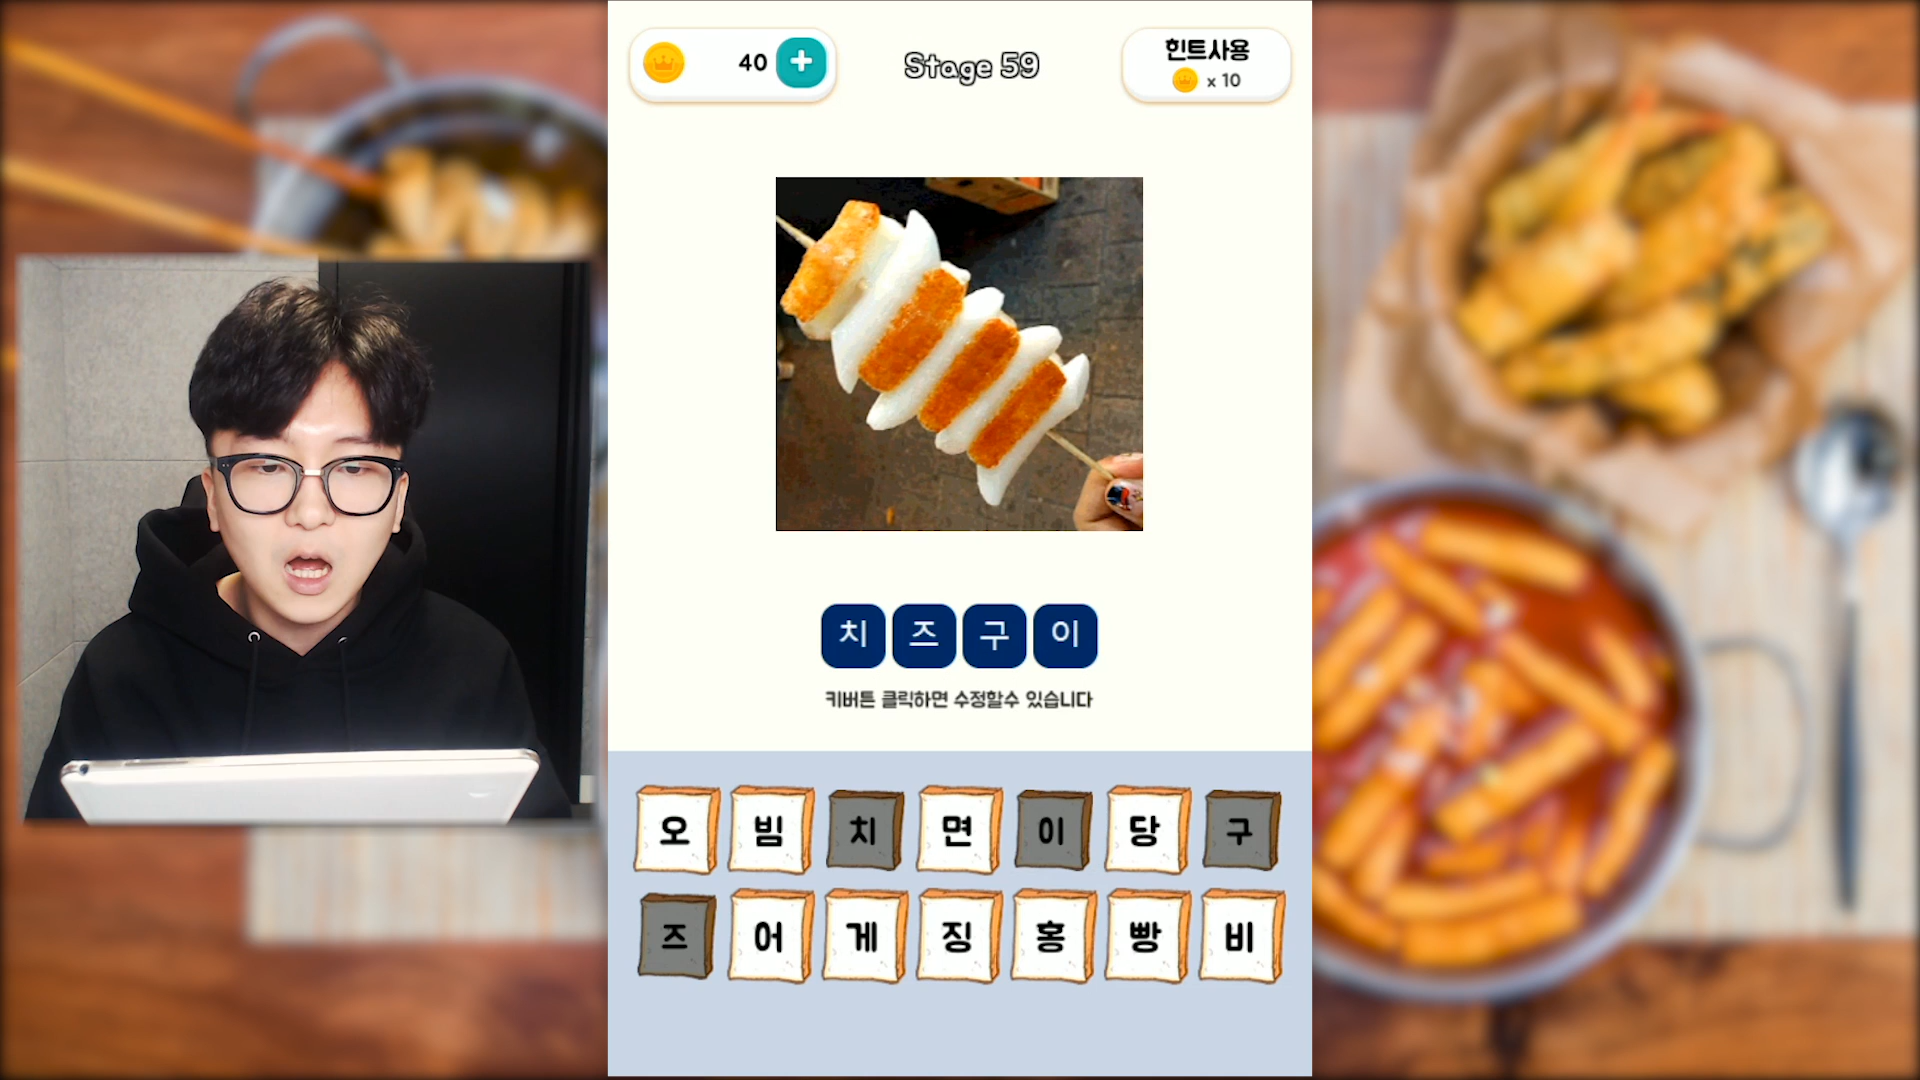 40 +
Stage 59
힌트사용
x 10
치 즈 구 이
키버튼 클릭하면 수정할수 있습니다
오 빔 치 면 이 당 구
즈 어 게 징 홍 빵 비